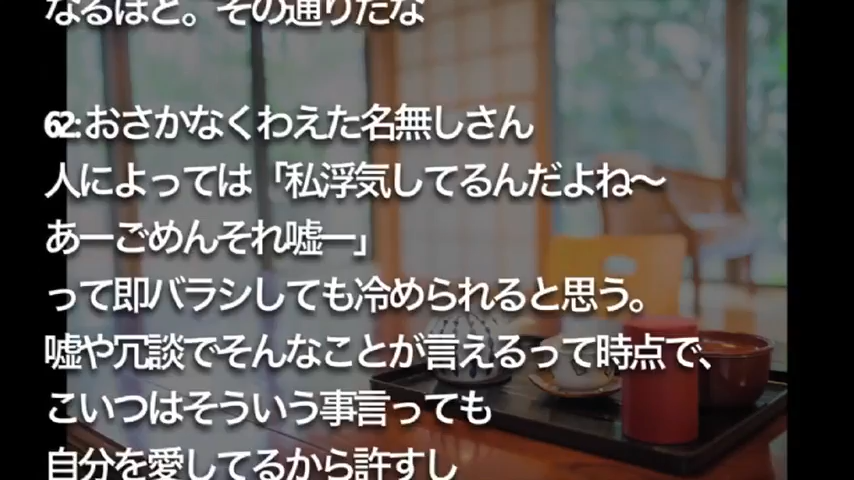 なるほど。その通りだな
62:おさかなくわえた名無しさん
人によっては「私浮気してるんだよね〜
あーごめんそれ嘘ー」
って即バラシしても冷められると思う。
嘘や冗談でそんなことが言えるって時点で、
こいつはそういう事言っても
自分を愛してるから許すし